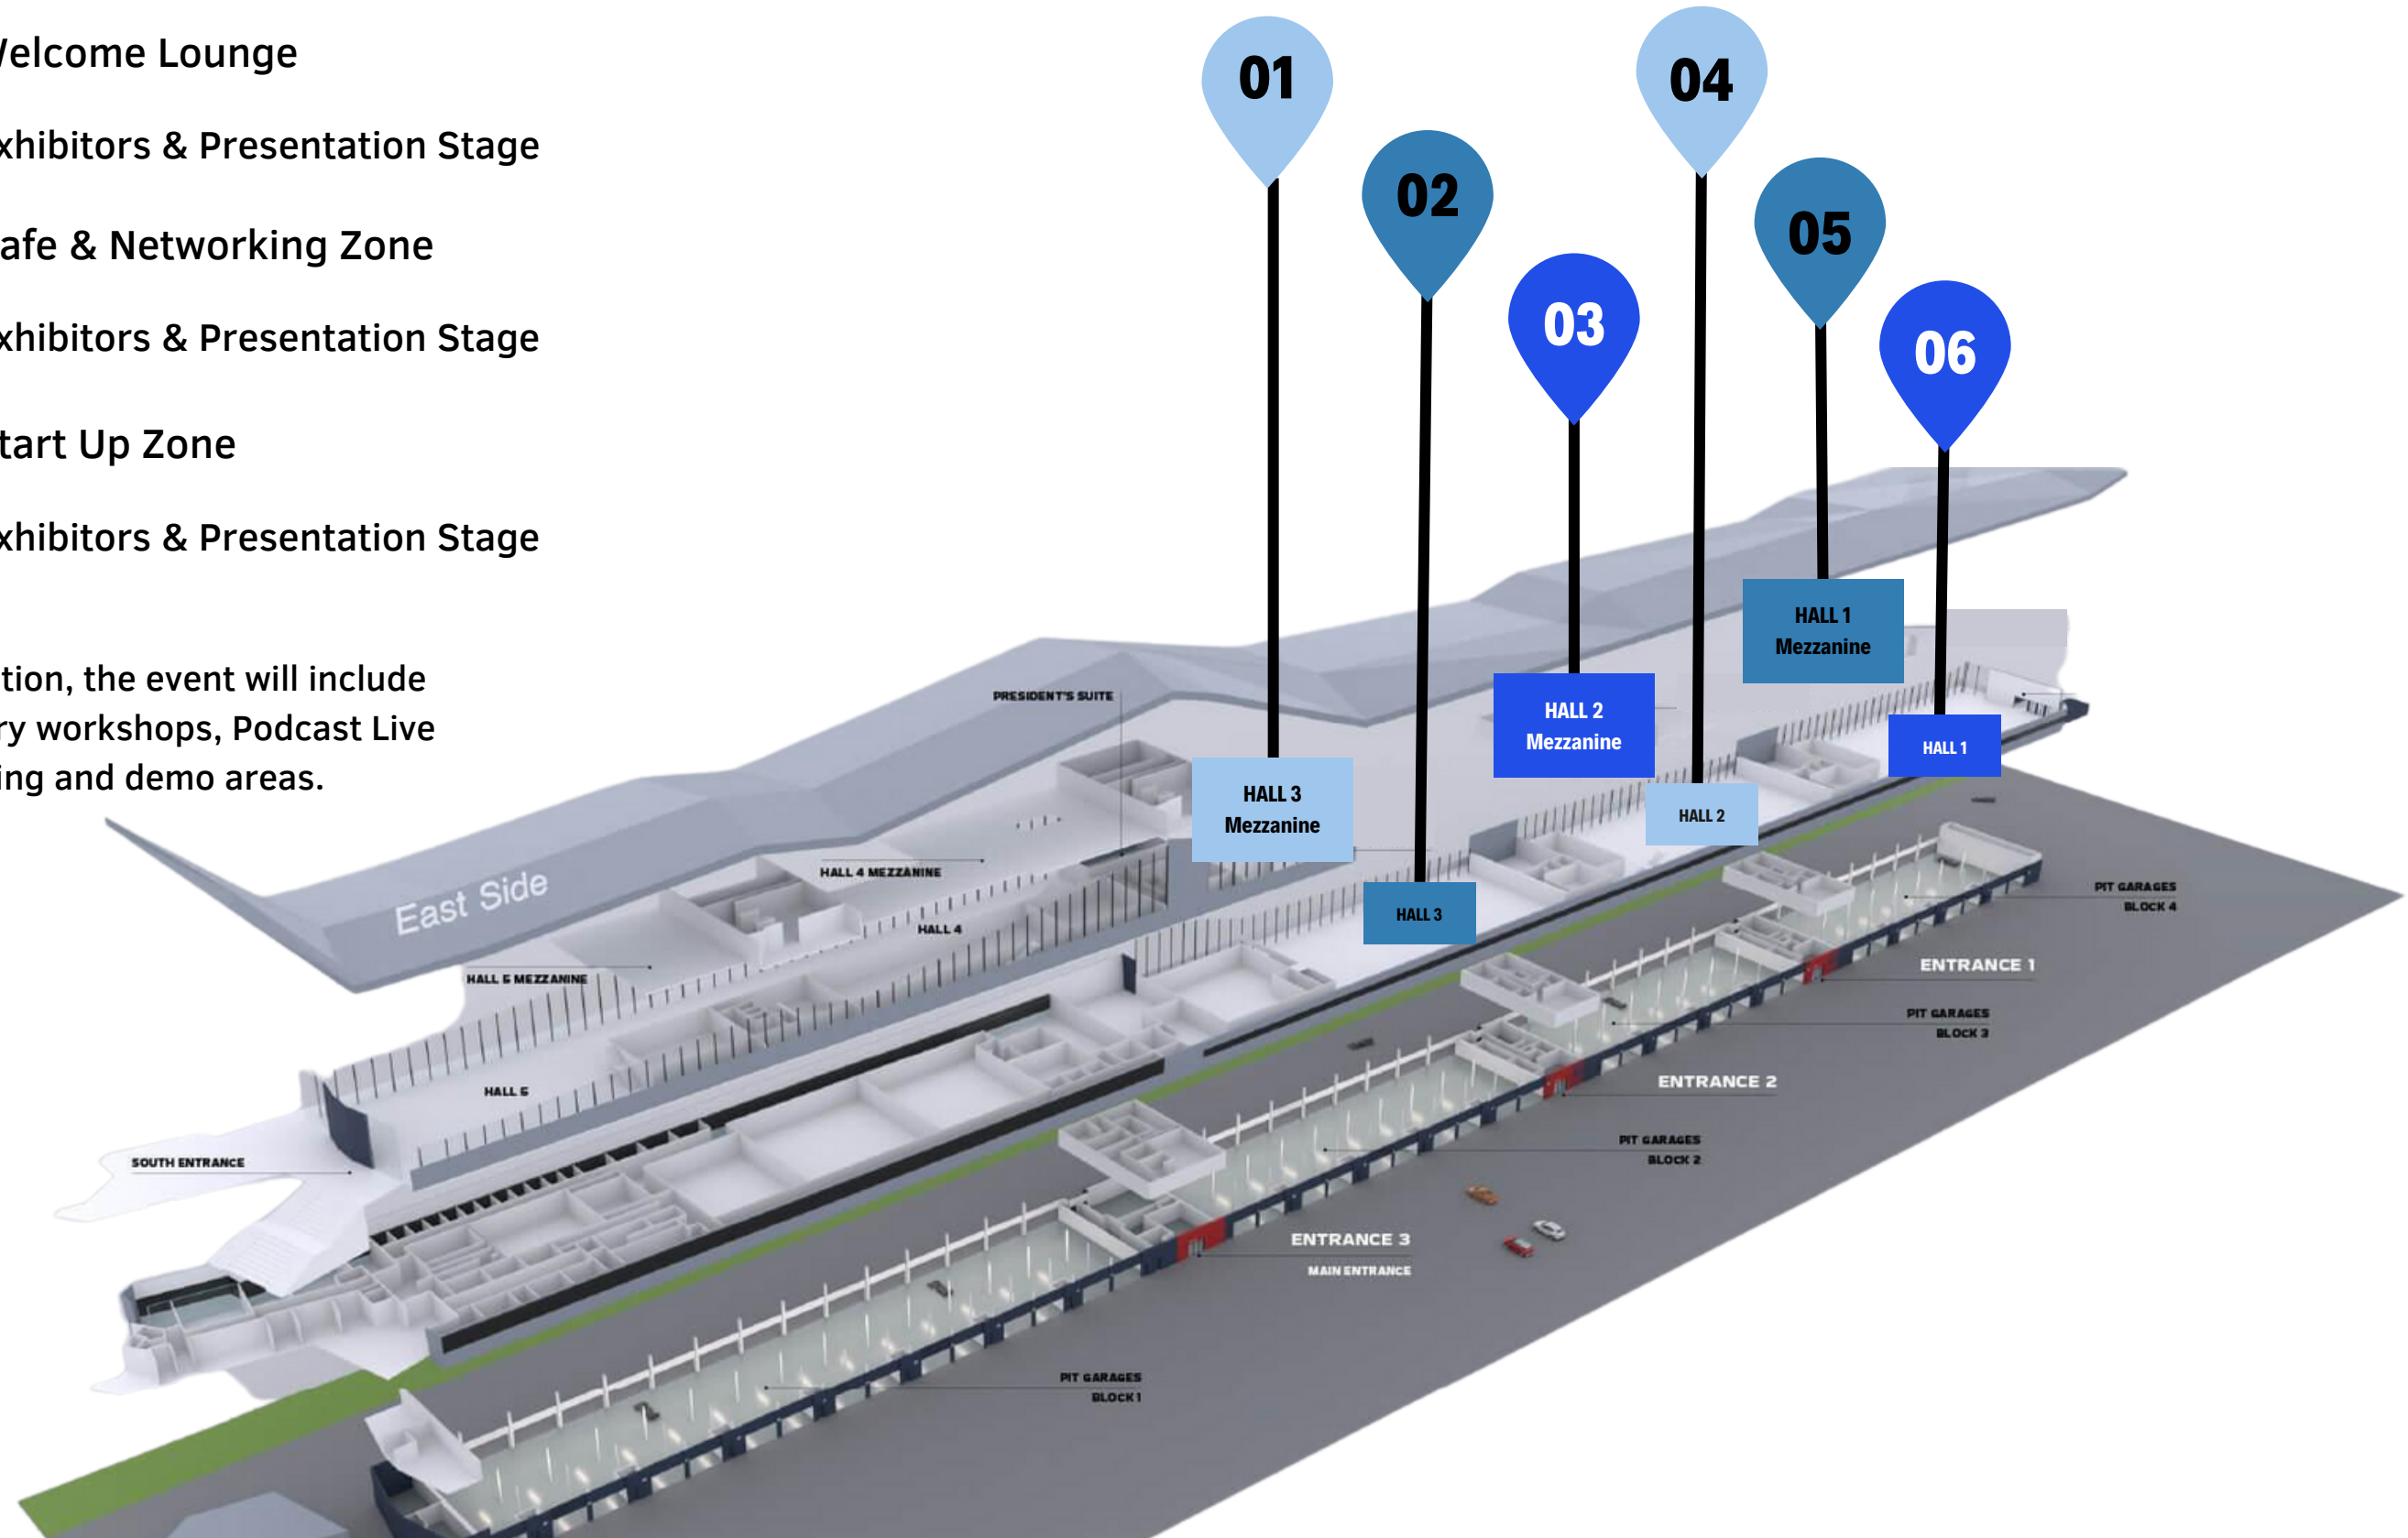 Welcome Lounge
xhibitors & Presentation Stage
afe & Networking Zone
xhibitors & Presentation Stage
tart Up Zone
xhibitors & Presentation Stage
tion, the event will include
ry workshops, Podcast Live
ing and demo areas.
01
02
03
04
05
06
HALL 1
Mezzanine
HALL 2
Mezzanine
HALL 1
HALL 3
Mezzanine
HALL 2
HALL 3
PRESIDENT'S SUITE
HALL 4 MEZZANINE
East Side
HALL 4
HALL 5 MEZZANINE
HALL 5
SOUTH ENTRANCE
PIT GARAGES
BLOCK 4
ENTRANCE 1
PIT GARAGES
BLOCK 3
ENTRANCE 2
PIT GARAGES
BLOCK 2
ENTRANCE 3
MAIN ENTRANCE
PIT GARAGES
BLOCK 1